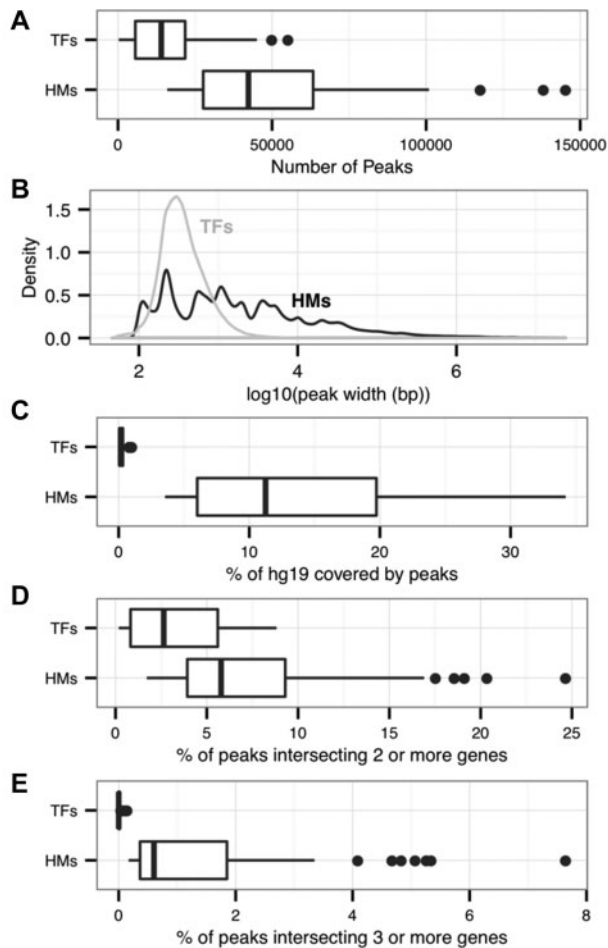 A
TFs
HMs
0 50000 100000 150000
Number of Peaks
B
1.5
1.0
0.5
0.0
Density
TFs
HMs
2 4 6
log10(peak width (bp))
C
TFs
HMs
0 10 20 30
% of hg19 covered by peaks
D
TFs
HMs
0 5 10 15 20 25
% of peaks intersecting 2 or more genes
E
TFs
HMs
0 2 4 6 8
% of peaks intersecting 3 or more genes